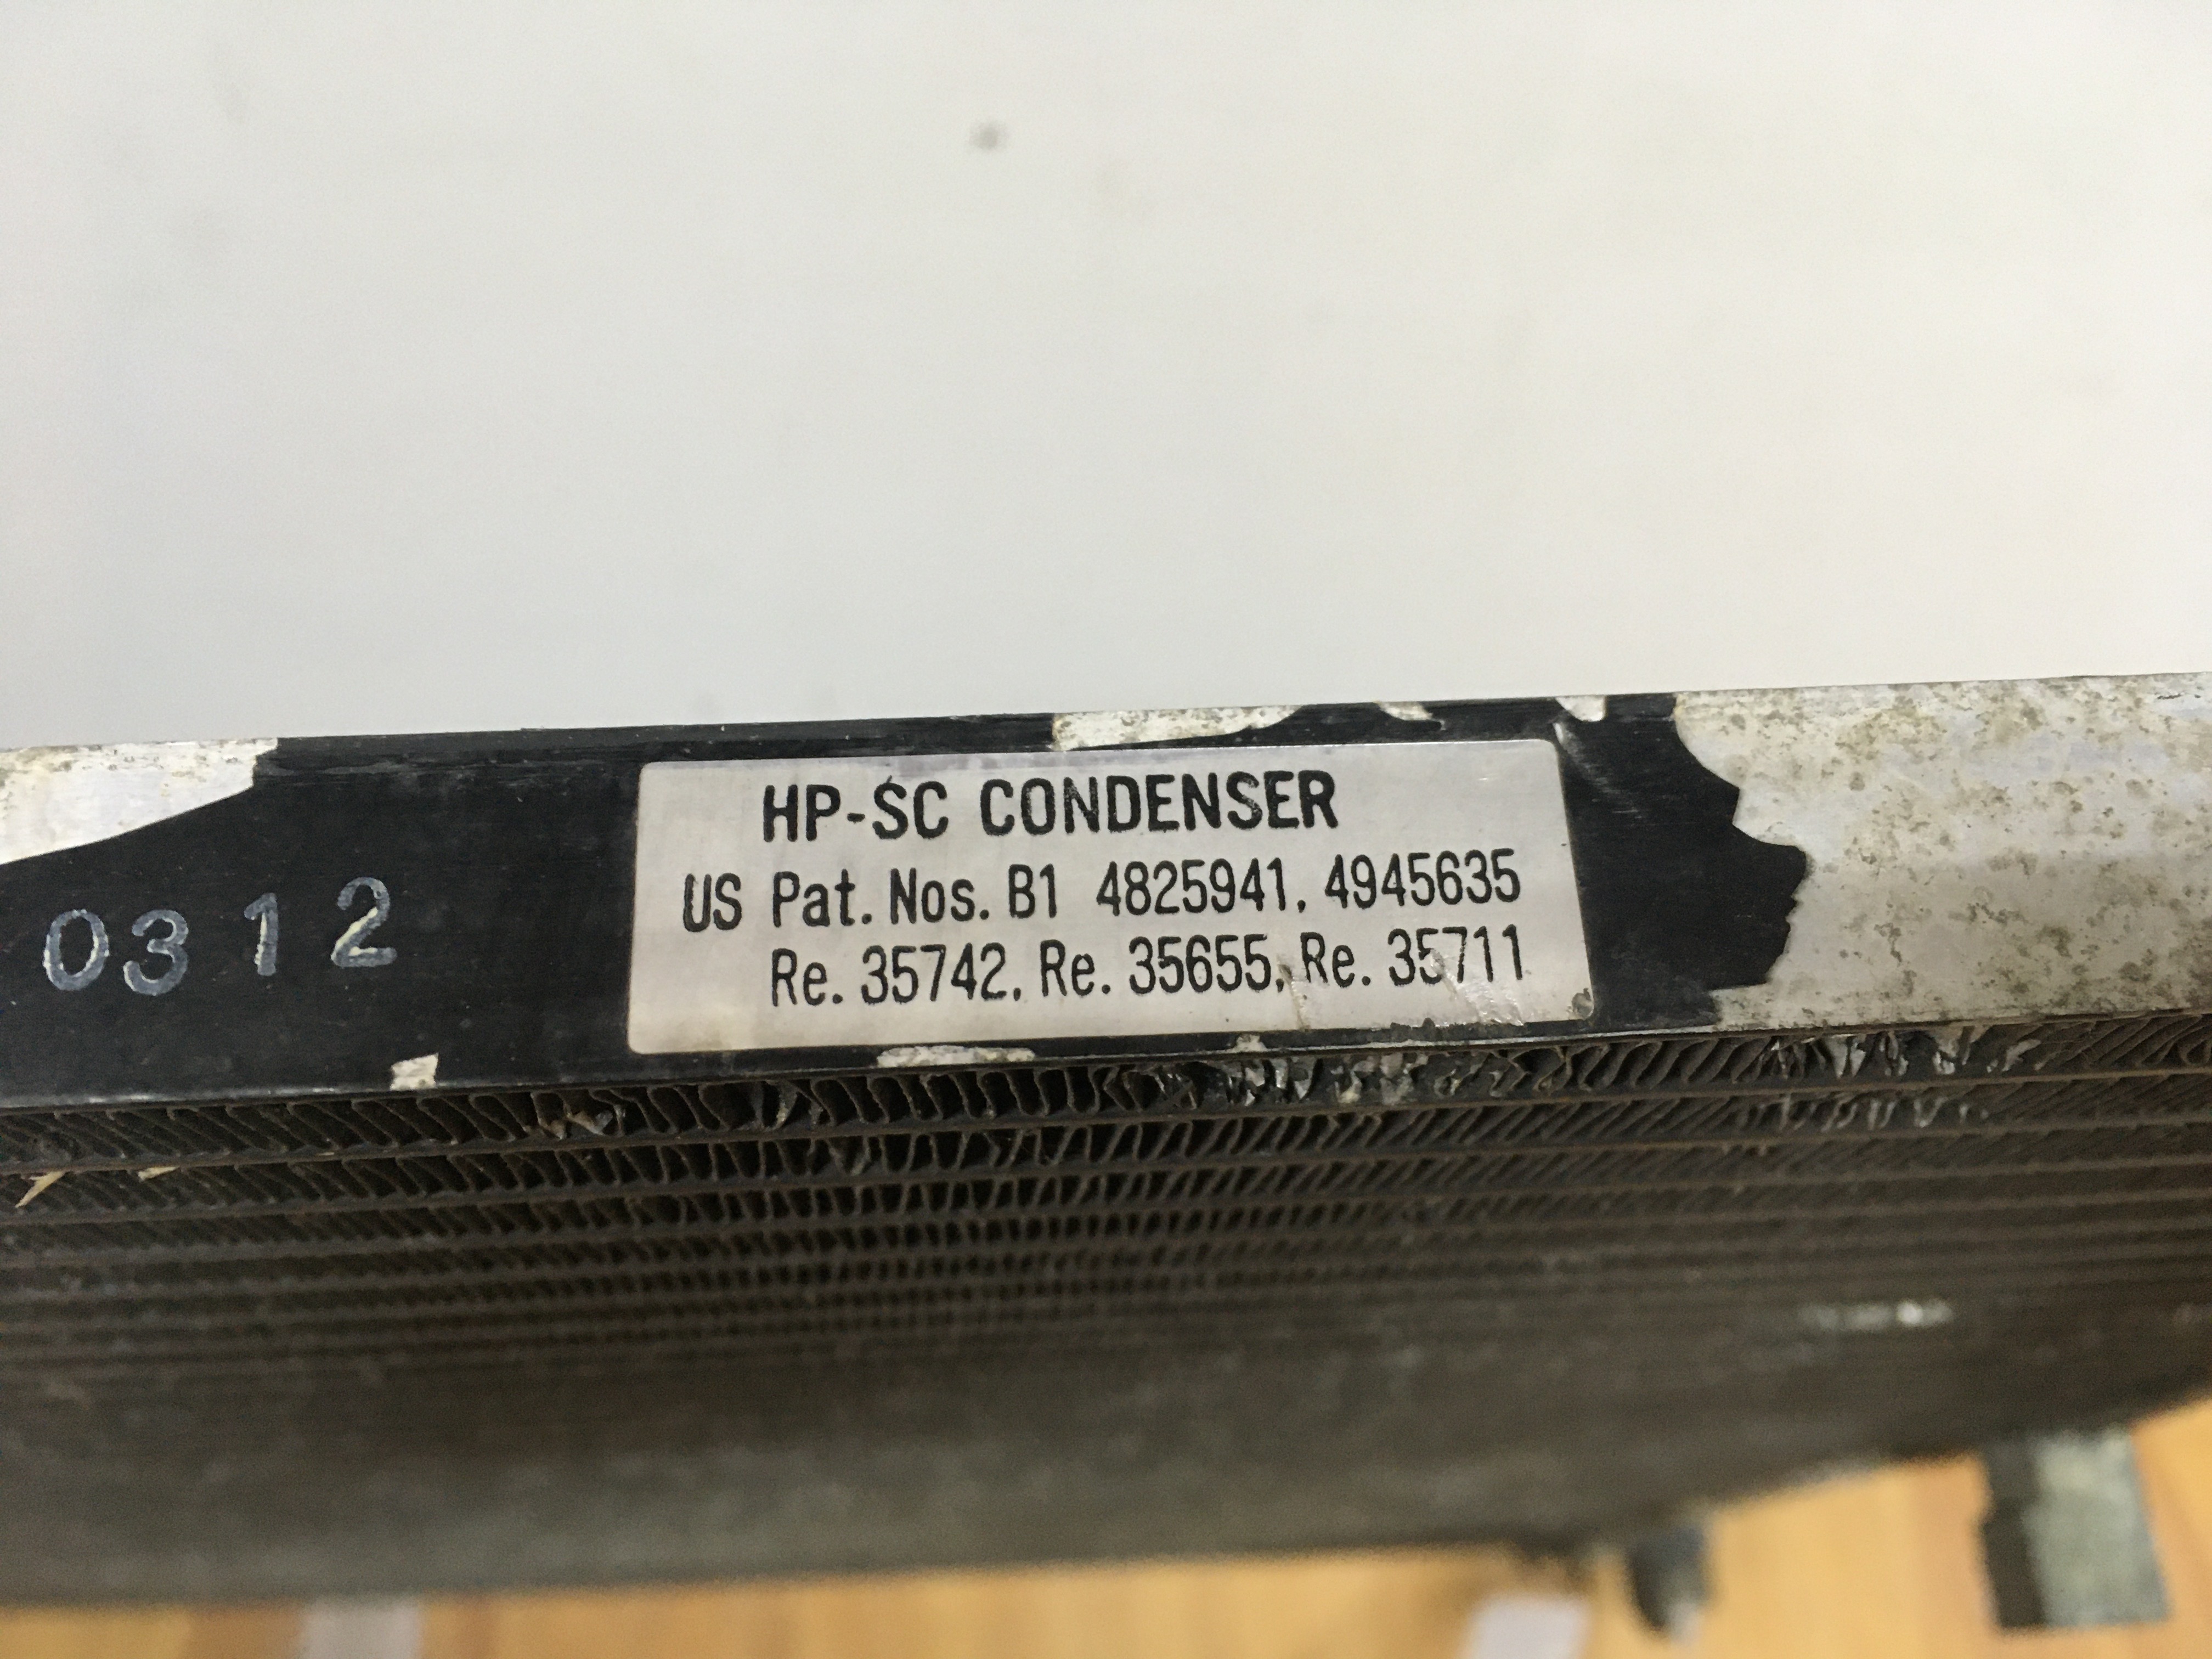 HP-SC CONDENSER
US Pat. Nos. B1 4825941, 4945635
Re. 35742, Re. 35655, Re. 35711
0312